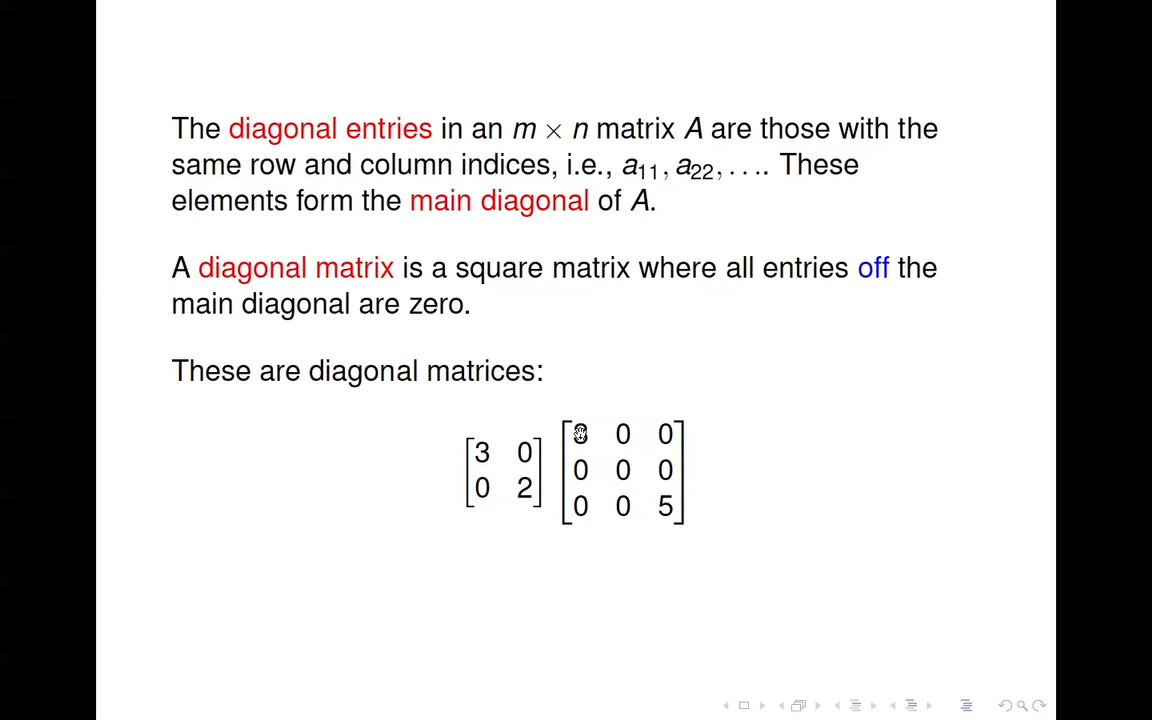 The diagonal entries in an m × n matrix A are those with the
same row and column indices, i.e., a₁₁, a₂₂, . . . . These
elements form the main diagonal of A.
A diagonal matrix is a square matrix where all entries off the
main diagonal are zero.
These are diagonal matrices:
3 0
0 2
0 0
0 0 0
0 0 5